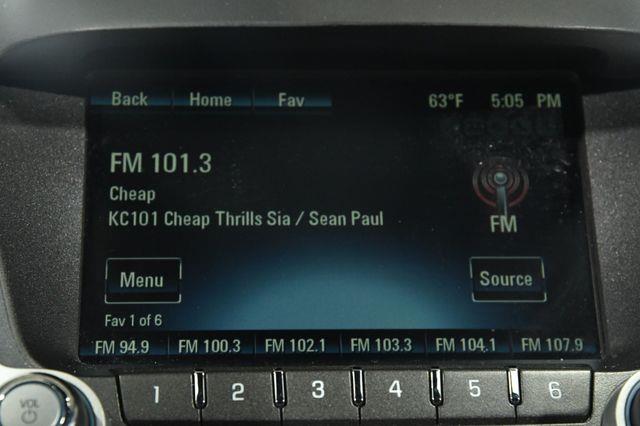 Back Home Fav 63°F 5:05 PM
FM 101.3
Cheap
KC101 Cheap Thrills Sia / Sean Paul
FM
Menu Source
Fav 1 of 6
FM 94.9 FM 100.3 FM 102.1 FM 103.3 FM 104.1 FM 107.9
1 2 3 4 5 6
VOL